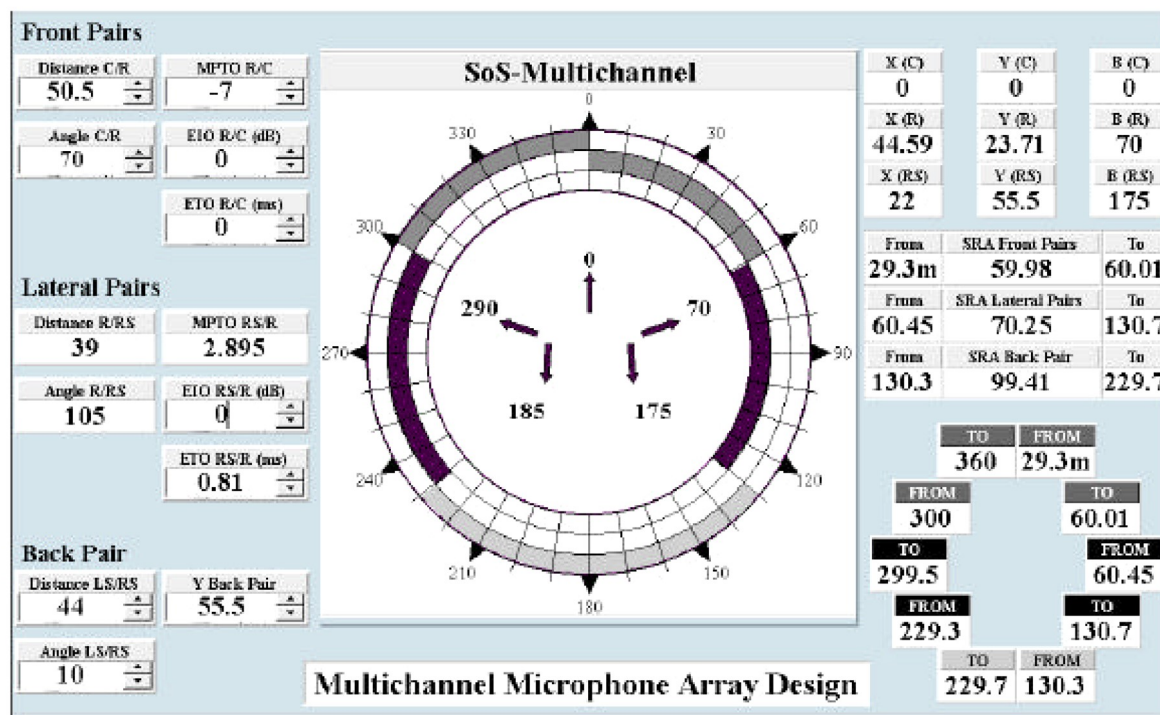 Front Pairs
Distance C/R
50.5
MPTO R/C
-7
Angle C/R
70
EIO R/C (dB)
0
ETO R/C (ms)
0
Lateral Pairs
Distance R/RS
39
MPTO RS/R
2.895
Angle R/RS
105
EIO RS/R (dB)
0
ETO RS/R (ms)
0.81
Back Pair
Distance LS/RS
44
Y Back Pair
55.5
Angle LS/RS
10
SoS-Multichannel
0
330
30
300
60
0
290
70
270
90
185
175
240
120
210
150
180
Multichannel Microphone Array Design
X (C)
0
Y (C)
0
B (C)
0
X (R)
44.59
Y (R)
23.71
B (R)
70
X (RS)
22
Y (RS)
55.5
B (RS)
175
From SRA Front Pairs To
29.3m 59.98 60.01
From SRA Lateral Pairs To
60.45 70.25 130.7
From SRA Back Pair To
130.3 99.41 229.7
TO FROM
360 29.3m
FROM TO
300 60.01
TO FROM
299.5 60.45
FROM TO
229.3 130.7
TO FROM
229.7 130.3